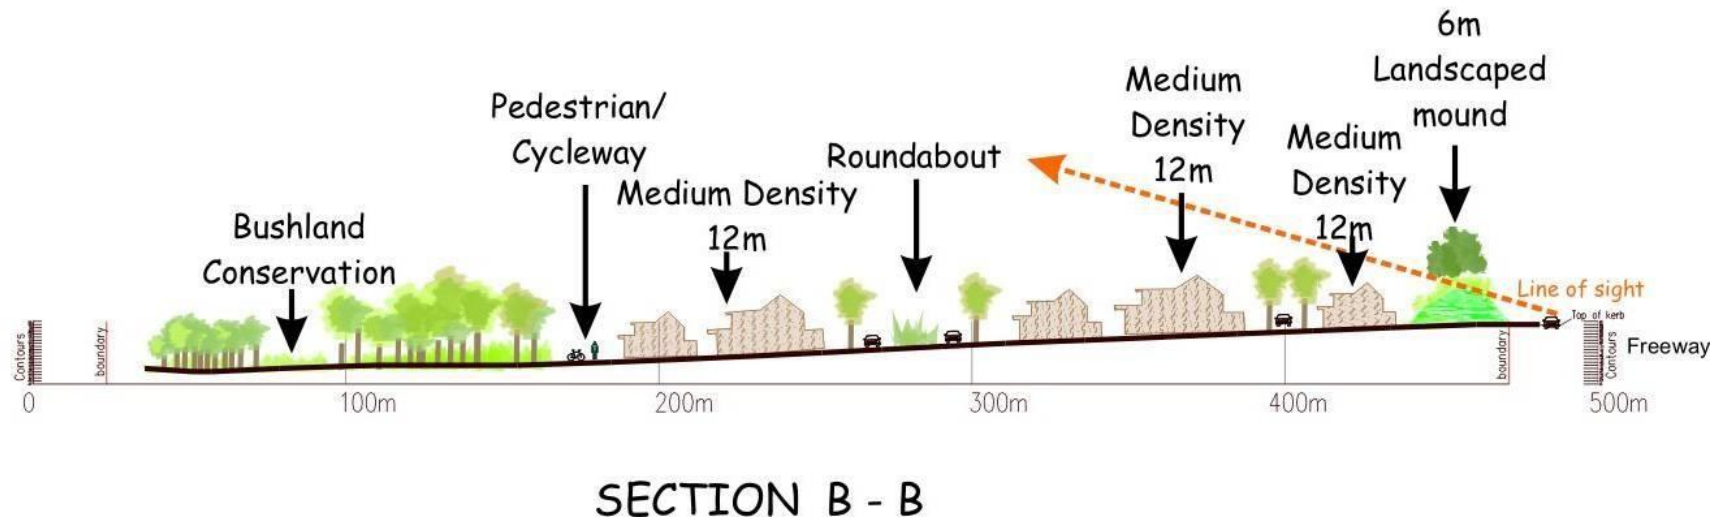 6m
Landscaped
mound
Medium
Density
12m
Pedestrian/
Cycleway
Medium
Density
12m
Roundabout
Medium Density
12m
Bushland
Conservation
Line of sight
Top of kerb
Contours
boundary
boundary
Contours
Freeway
0
100m
200m
300m
400m
500m
SECTION B - B